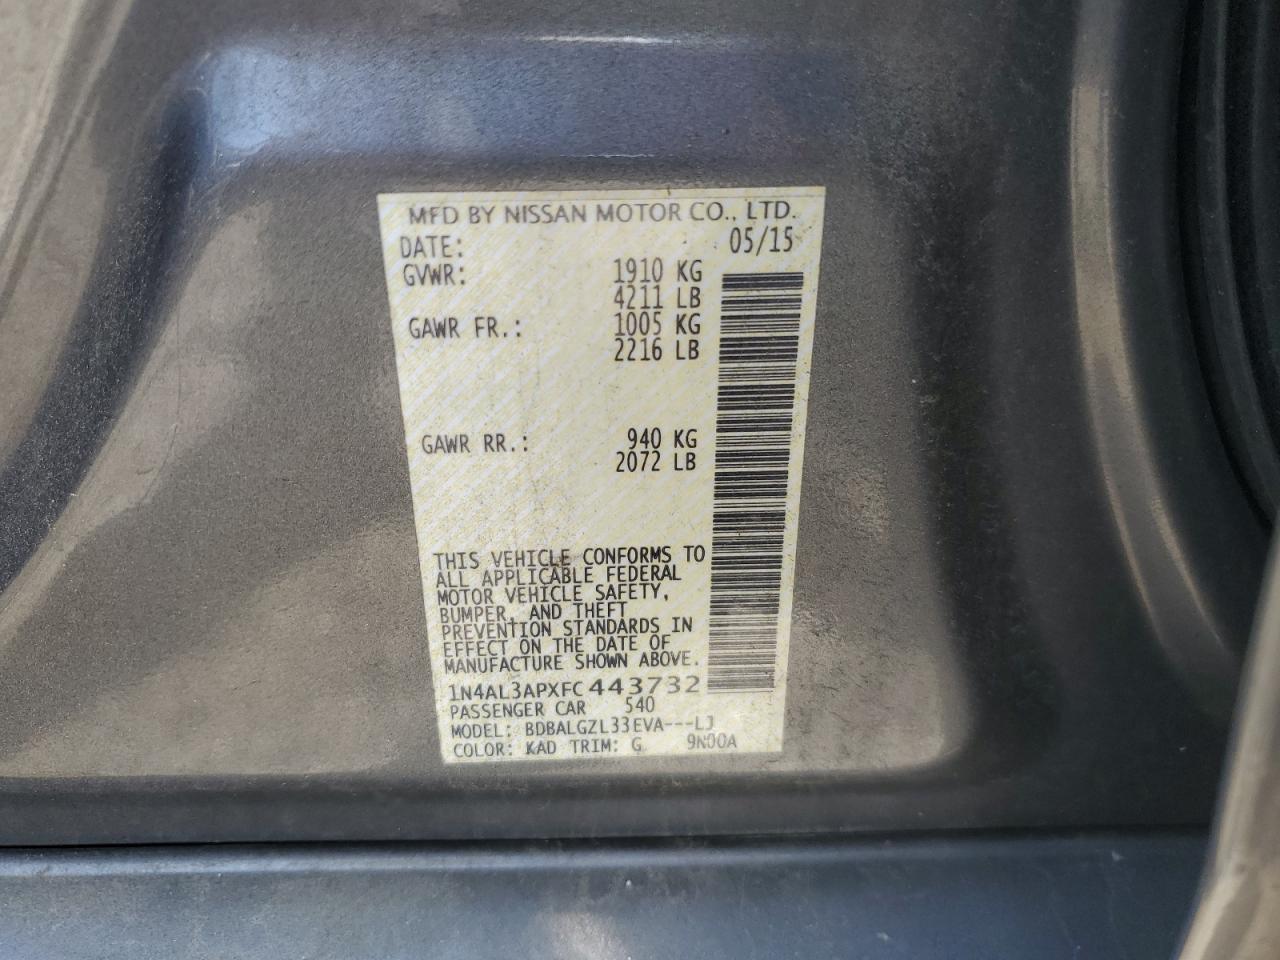 MFD BY NISSAN MOTOR CO., LTD.
DATE: 05/15
GVWR: 1910 KG
4211 LB
GAWR FR.: 1005 KG
2216 LB
GAWR RR.: 940 KG
2072 LB
THIS VEHICLE CONFORMS TO
ALL APPLICABLE FEDERAL
MOTOR VEHICLE SAFETY,
BUMPER, AND THEFT
PREVENTION STANDARDS IN
EFFECT ON THE DATE OF
MANUFACTURE SHOWN ABOVE.
1N4AL3APXFC443732
PASSENGER CAR 540
MODEL: BDBALGZL33EVA---LJ
COLOR: KAD TRIM: G 9N00A